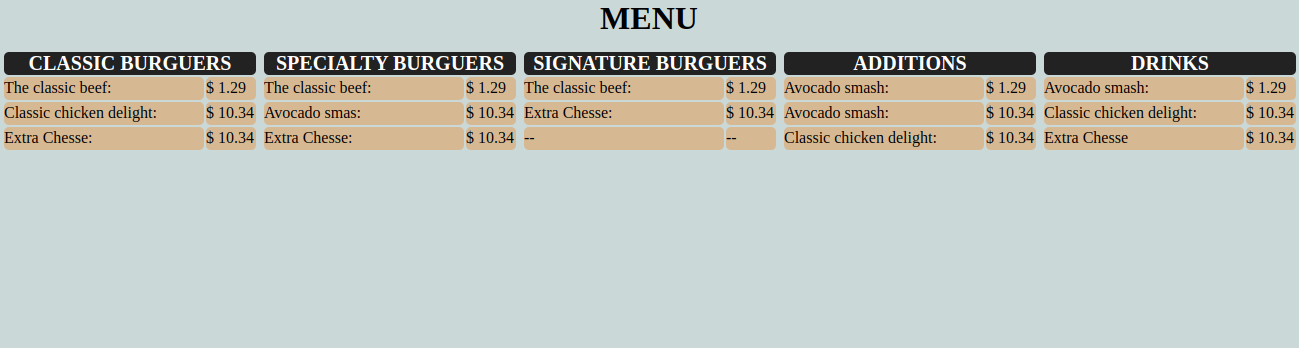 MENU
CLASSIC BURGUERS
The classic beef: $ 1.29
Classic chicken delight: $ 10.34
Extra Chesse: $ 10.34
SPECIALTY BURGUERS
The classic beef: $ 1.29
Avocado smas: $ 10.34
Extra Chesse: $ 10.34
SIGNATURE BURGUERS
The classic beef: $ 1.29
Extra Chesse: $ 10.34
-- --
ADDITIONS
Avocado smash: $ 1.29
Avocado smash: $ 10.34
Classic chicken delight: $ 10.34
DRINKS
Avocado smash: $ 1.29
Classic chicken delight: $ 10.34
Extra Chesse $ 10.34